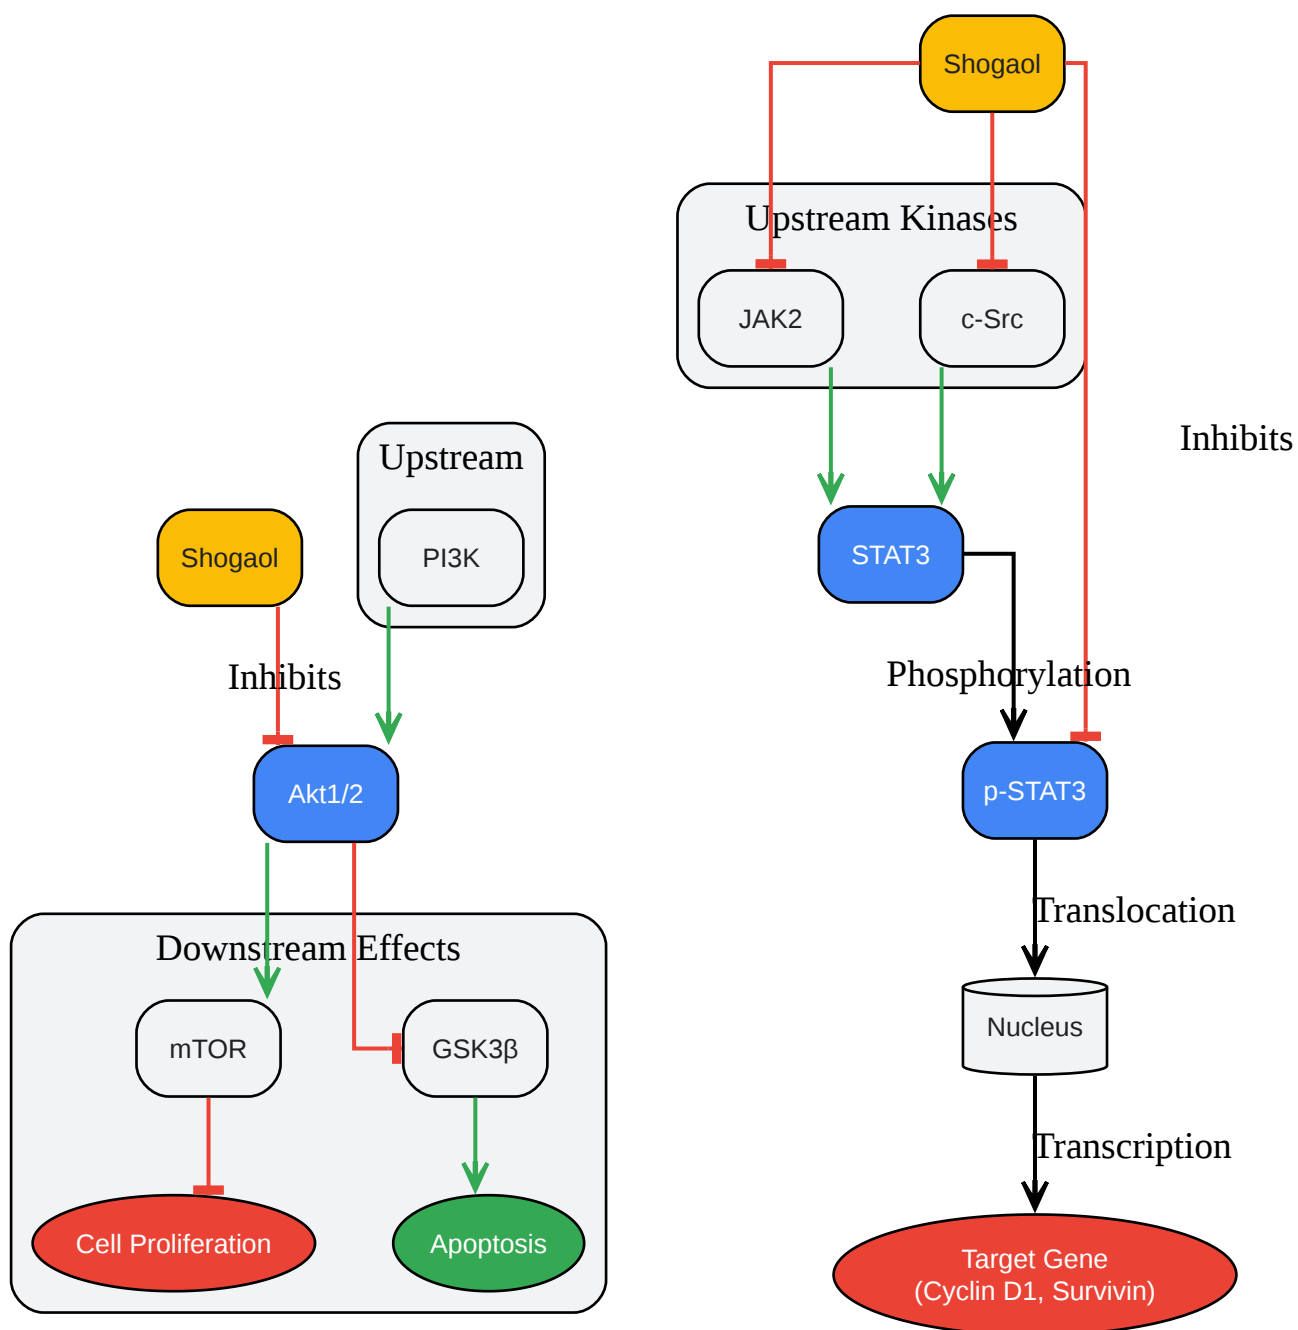 Shogaol
Upstream Kinases
JAK2
c-Src
Inhibits
Upstream
STAT3
Shogaol
PI3K
Inhibits
Phosphorylation
Akt1/2
p-STAT3
Translocation
Downstream Effects
Nucleus
mTOR
GSK3β
Transcription
Cell Proliferation
Apoptosis
Target Gene
(Cyclin D1, Survivin)